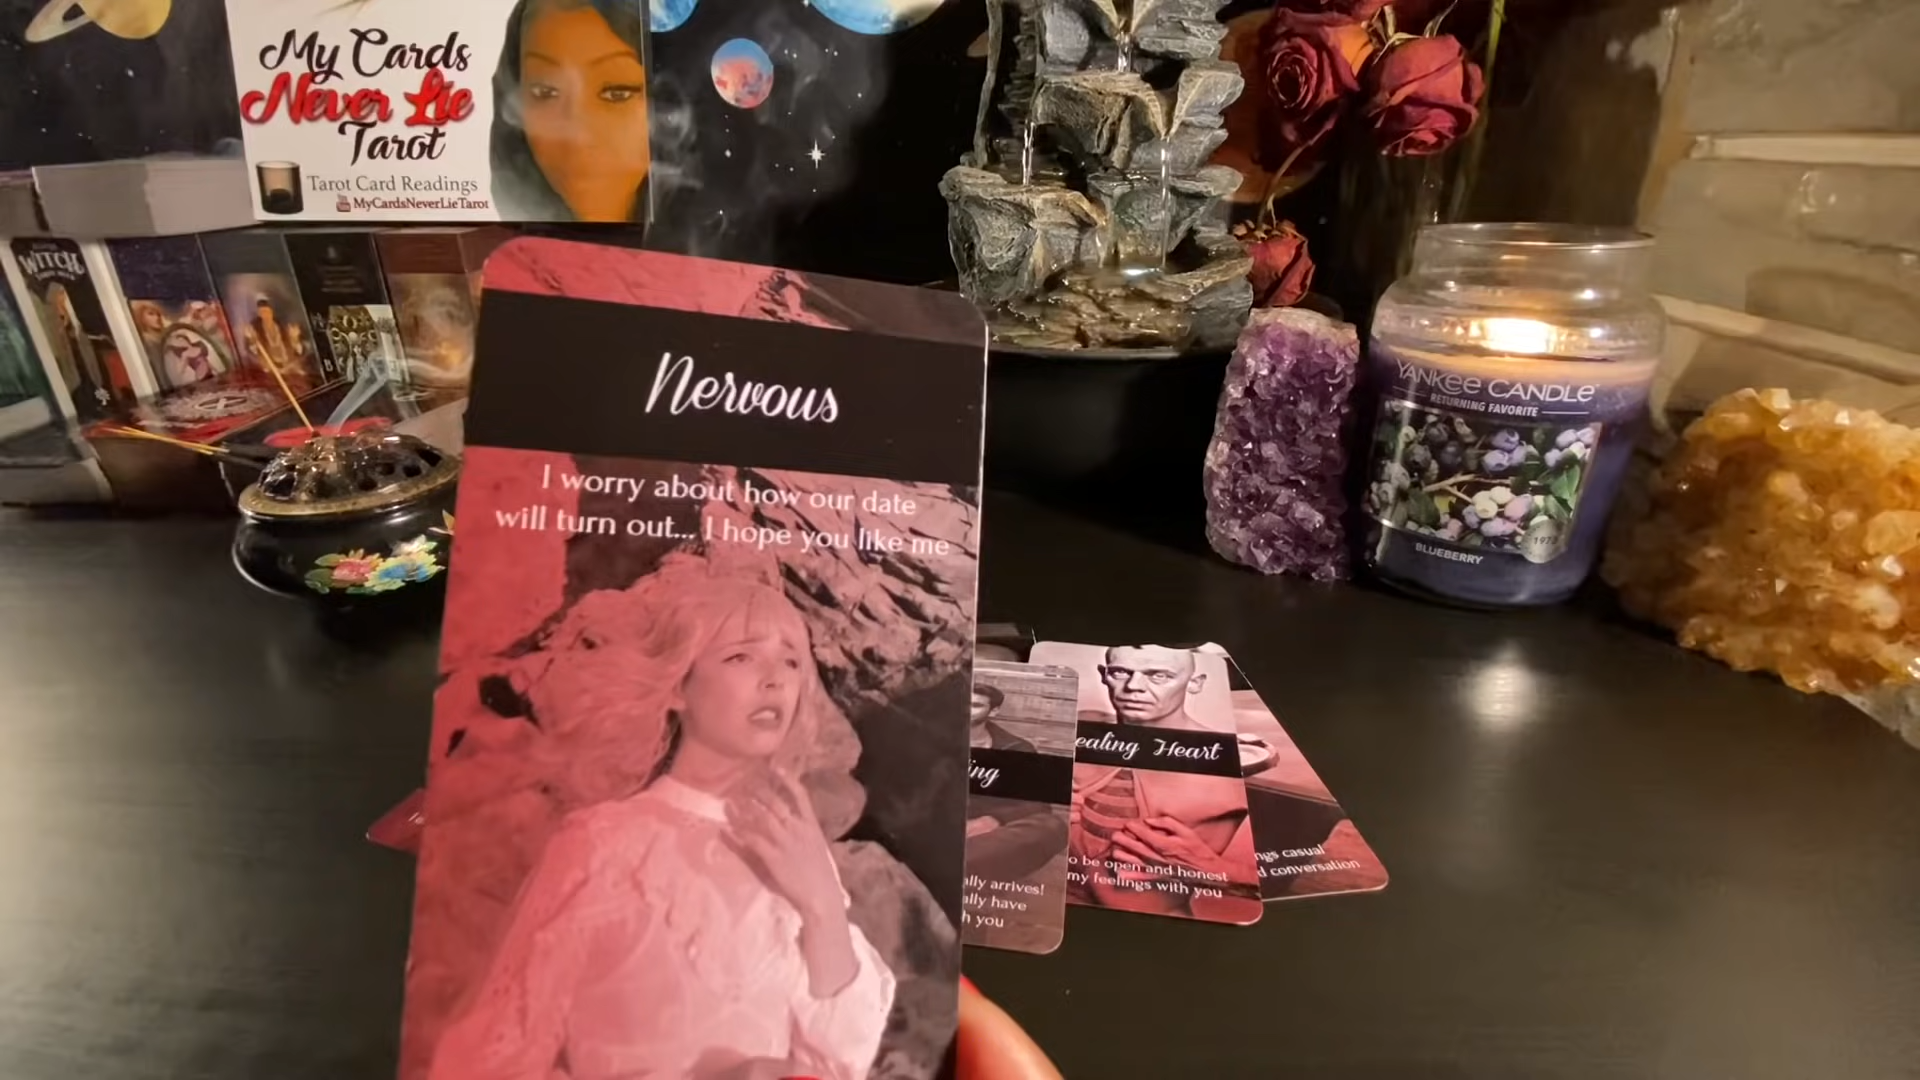 My Cards
Never Lie
Tarot
Tarot Card Readings
MyCardsNeverLieTarot
WITCH
Nervous
I worry about how our date
will turn out... I hope you like me
YANKEE CANDLE
RETURNING FAVORITE
1973
BLUEBERRY
ing
ally arrives!
ally have
h you
ealing Heart
o be open and honest
my feelings with you
ngs casual
d conversation